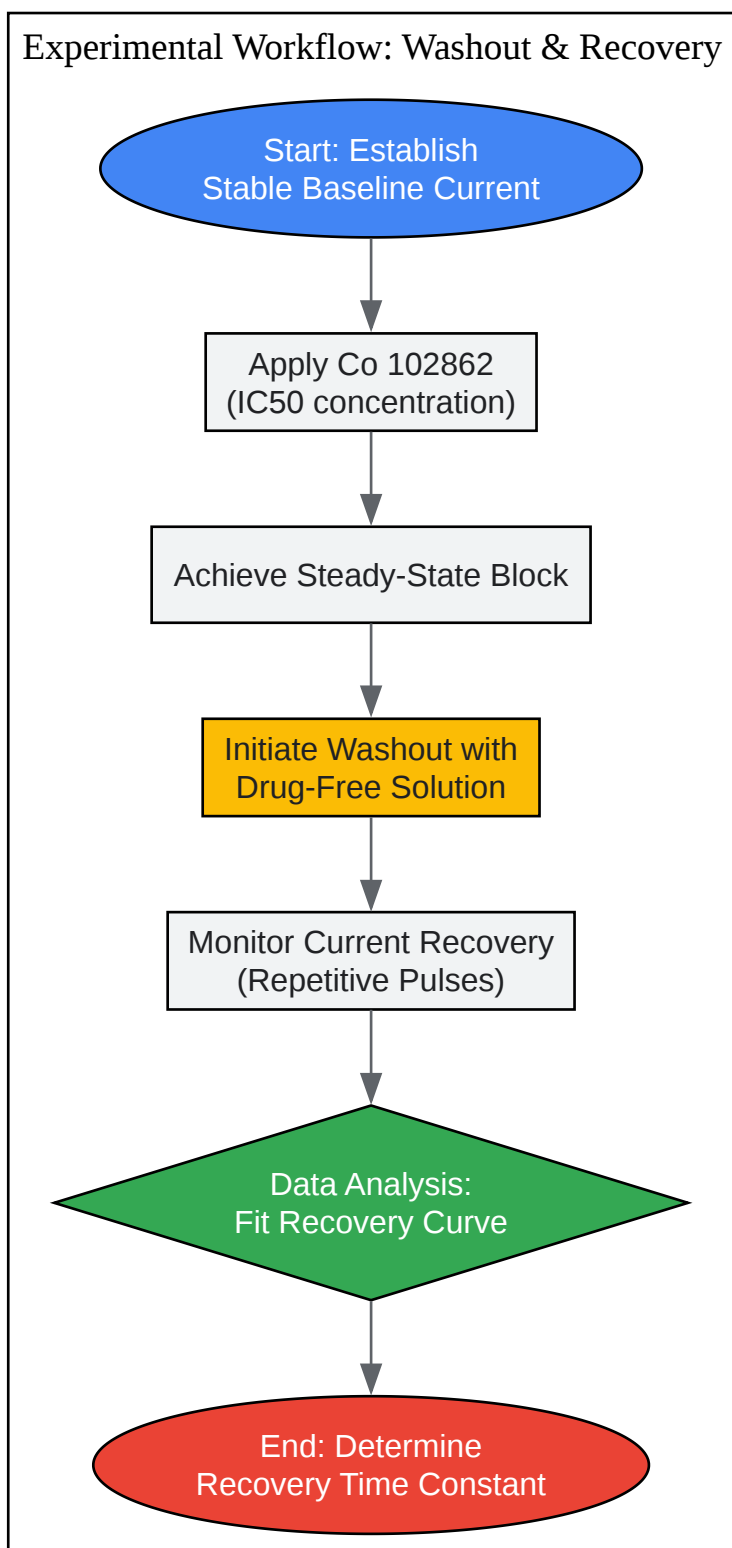 Experimental Workflow: Washout & Recovery
Start: Establish
Stable Baseline Current
Apply Co 102862
(IC50 concentration)
Achieve Steady-State Block
Initiate Washout with
Drug-Free Solution
Monitor Current Recovery
(Repetitive Pulses)
Data Analysis:
Fit Recovery Curve
End: Determine
Recovery Time Constant